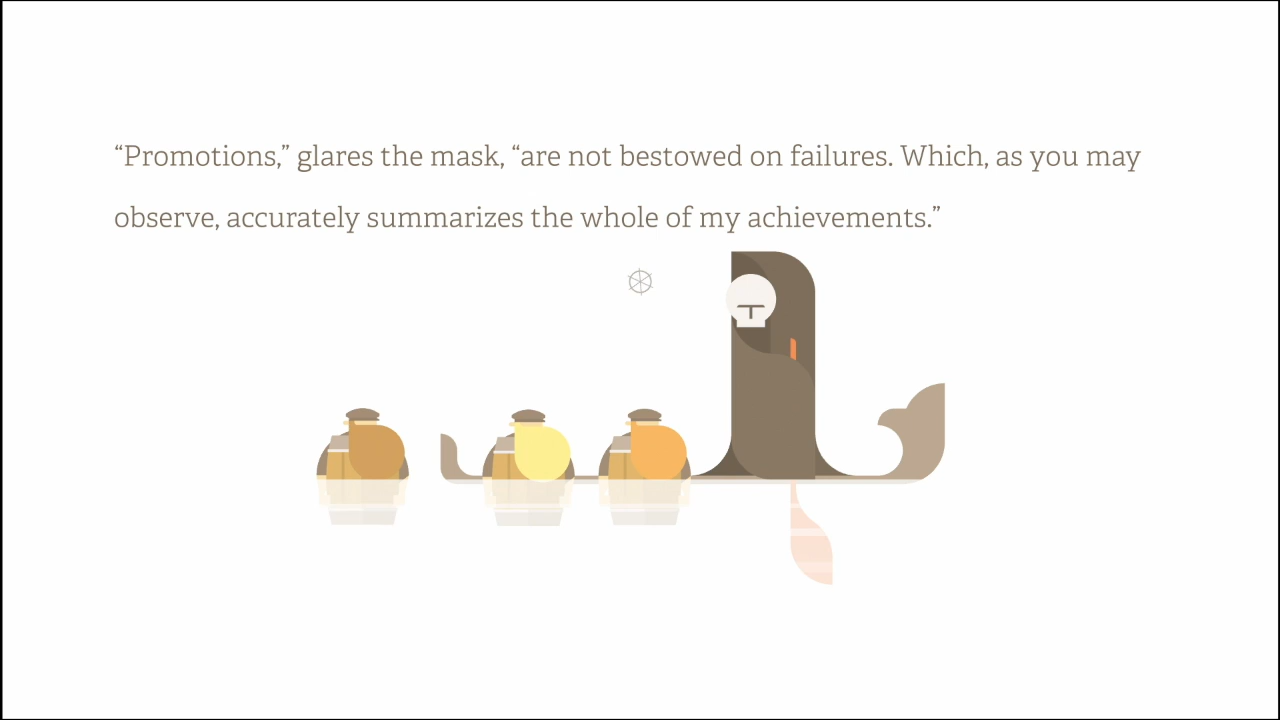 “Promotions,” glares the mask, “are not bestowed on failures. Which, as you may
observe, accurately summarizes the whole of my achievements.”